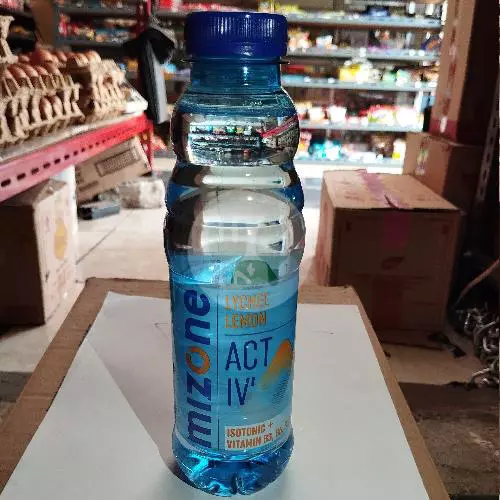 mizone
LYCHEE
LEMON
ACT
IV'
ISOTONIC +
VITAMIN B3, B6,